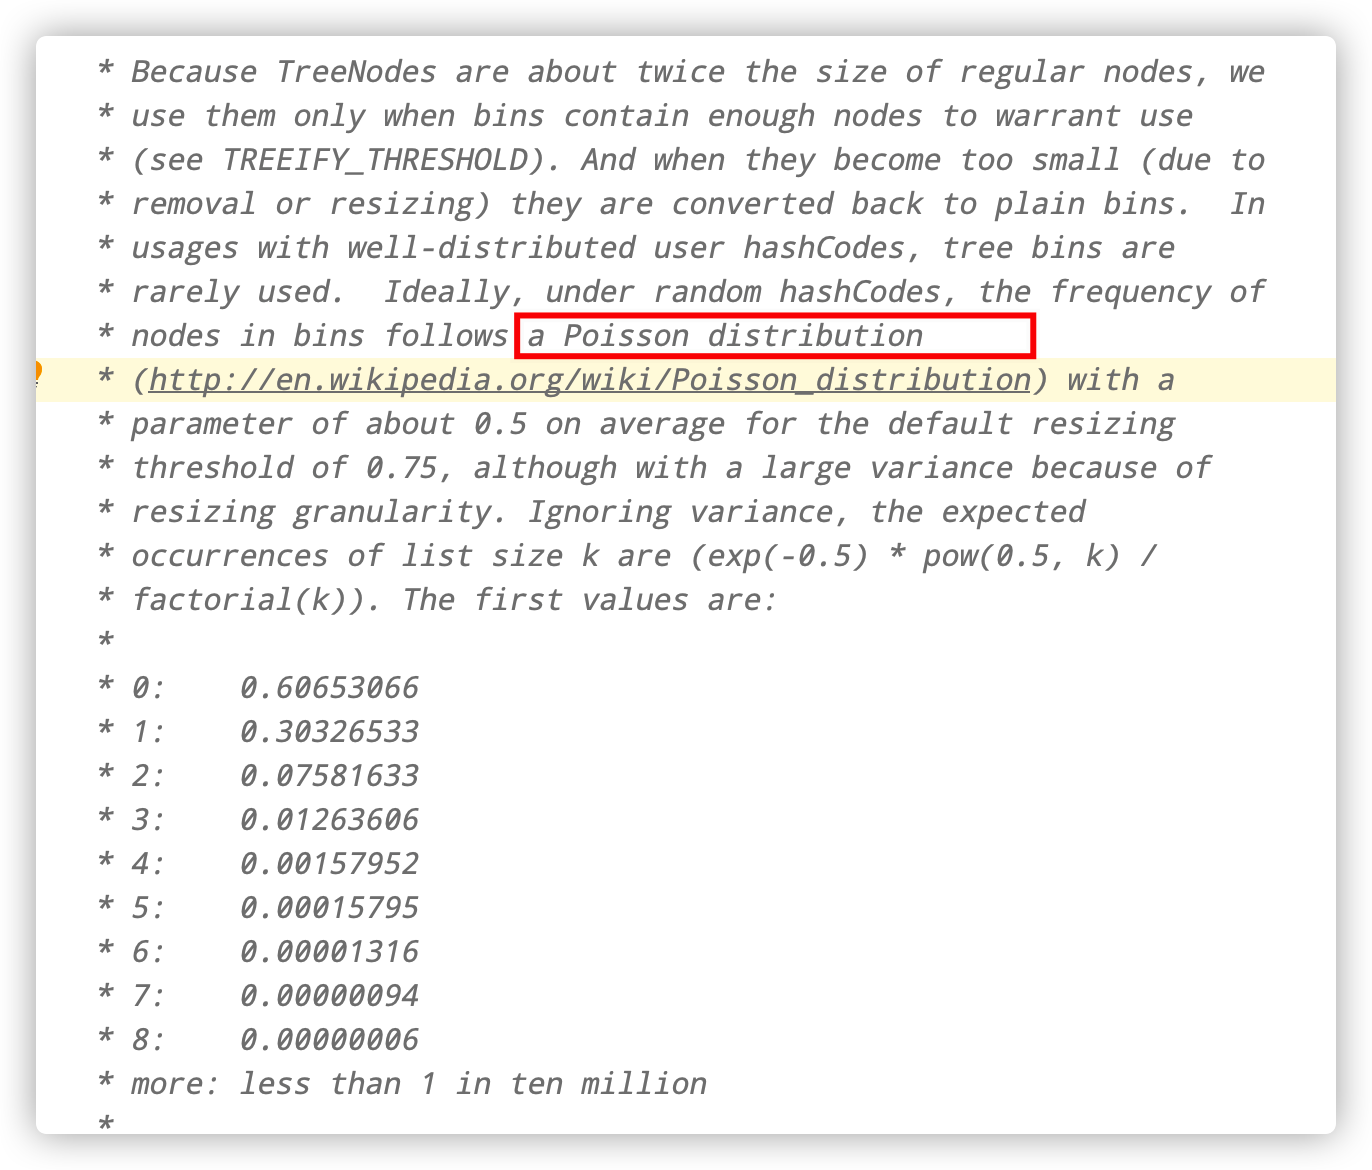 * Because TreeNodes are about twice the size of regular nodes, we
* use them only when bins contain enough nodes to warrant use
* (see TREEIFY_THRESHOLD). And when they become too small (due to
* removal or resizing) they are converted back to plain bins.  In
* usages with well-distributed user hashCodes, tree bins are
* rarely used.  Ideally, under random hashCodes, the frequency of
* nodes in bins follows a Poisson distribution
* (http://en.wikipedia.org/wiki/Poisson_distribution) with a
* parameter of about 0.5 on average for the default resizing
* threshold of 0.75, although with a large variance because of
* resizing granularity. Ignoring variance, the expected
* occurrences of list size k are (exp(-0.5) * pow(0.5, k) /
* factorial(k)). The first values are:
*
* 0:    0.60653066
* 1:    0.30326533
* 2:    0.07581633
* 3:    0.01263606
* 4:    0.00157952
* 5:    0.00015795
* 6:    0.00001316
* 7:    0.00000094
* 8:    0.00000006
* more: less than 1 in ten million
*